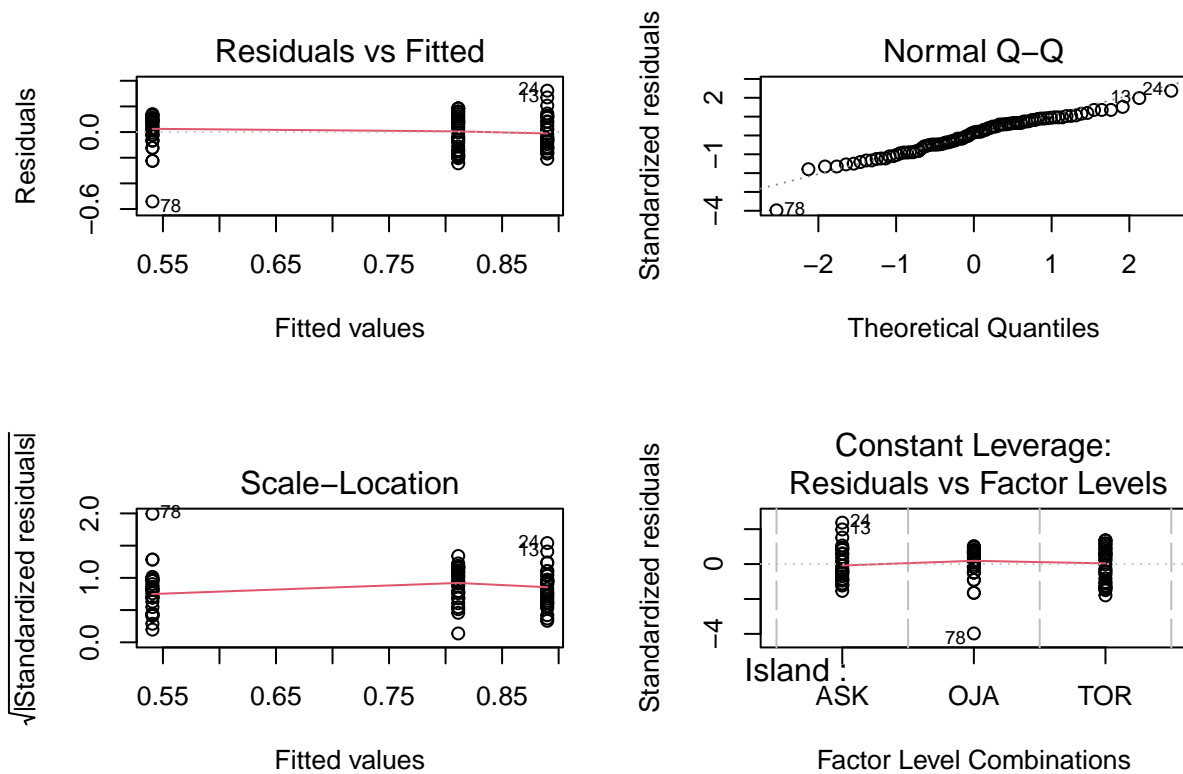 Residuals vs Fitted
Residuals
0.0
−0.6
24
13
78
0.55 0.65 0.75 0.85
Fitted values
Normal Q−Q
Standardized residuals
2
−1
−4
13
24
78
−2 −1 0 1 2
Theoretical Quantiles
Scale−Location
√|Standardized residuals|
2.0
1.0
0.0
78
24
13
0.55 0.65 0.75 0.85
Fitted values
Constant Leverage:
Residuals vs Factor Levels
Standardized residuals
0
−4
24
13
78
Island :
ASK OJA TOR
Factor Level Combinations